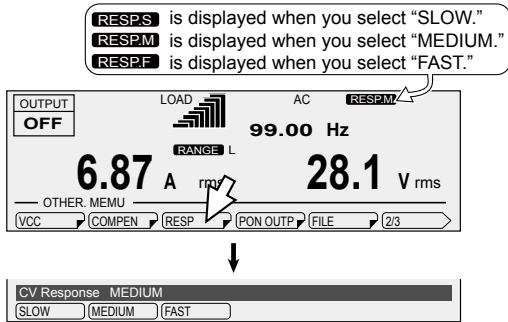 RESP.S is displayed when you select “SLOW.”
RESP.M is displayed when you select “MEDIUM.”
RESP.F is displayed when you select “FAST.”
OUTPUT LOAD AC RESP.M
OFF
99.00 Hz
RANGE L
6.87 A rms 28.1 V rms
OTHER. MEMU
VCC COMPEN RESP PON OUTP FILE 2/3
CV Response MEDIUM
SLOW MEDIUM FAST